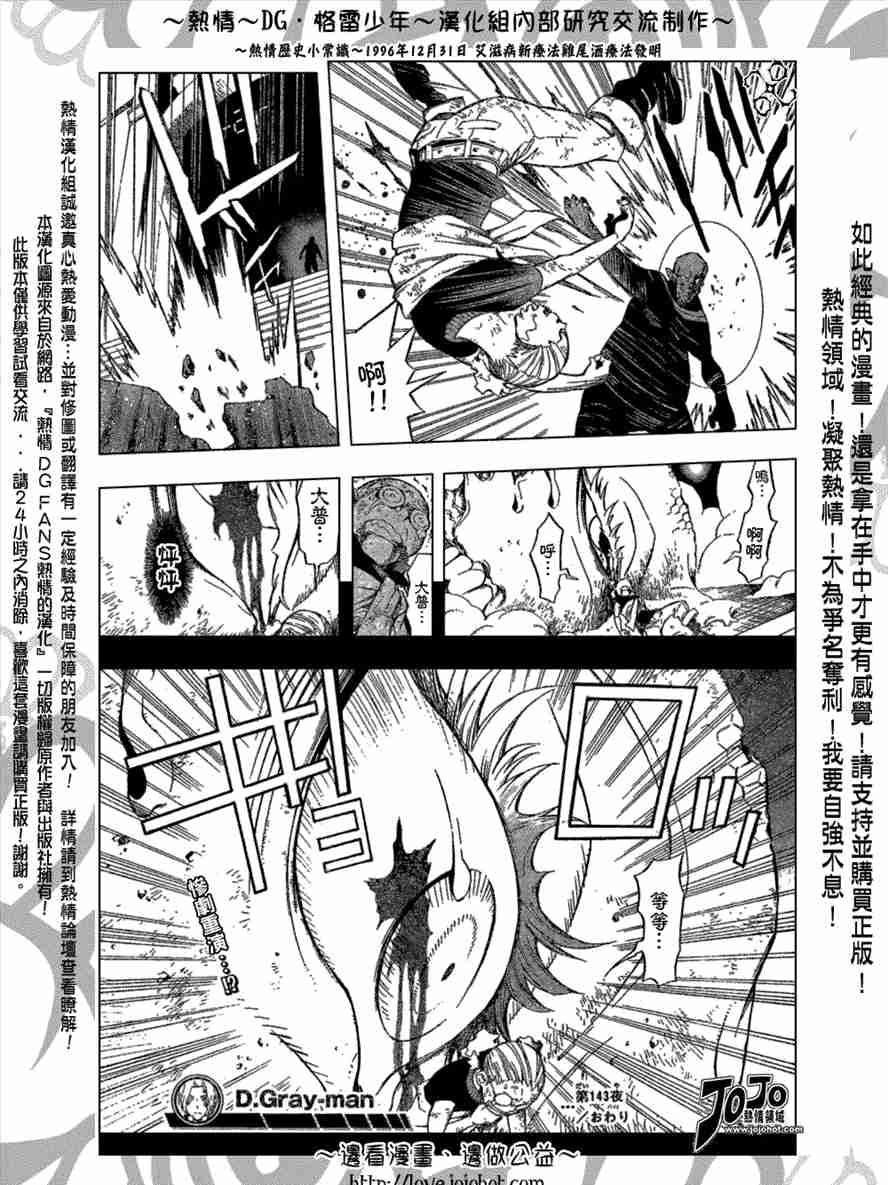 ～熱情～DG·恪雷少年～漢化組內部研究交流制作～
～熱情歷史小常識～1996年12月31日 艾滋病新療法雞尾酒療法發明
如此經典的漫畫！還是拿在手中才更有感覺！請支持並購買正版！
熱情領域！凝聚熱情！不為爭名奪利！我要自強不息！
熱情漢化組誠邀真心熱愛動漫…並對修圖或翻譯有一定經驗及時間保障的朋友加入！ 詳情請到熱情論壇查看瞭解！
本漢化圖源來自於網路，『熱情DG FANS熱情的漢化』一切版權歸原作者與出版社擁有！
此版本僅供學習試看交流．．請24小時之內消除，喜歡這套漫畫請購買正版！謝謝。
啊!!
嗚…
啊啊
呼…
大普…
大普…
怦怦
等等…
慘劇重演…!?
D.Gray-man
第143夜
…／おわり
JOJO
熱情領域
www.jojohot.com
～邊看漫畫、邊做公益～
http://love.jojohot.com